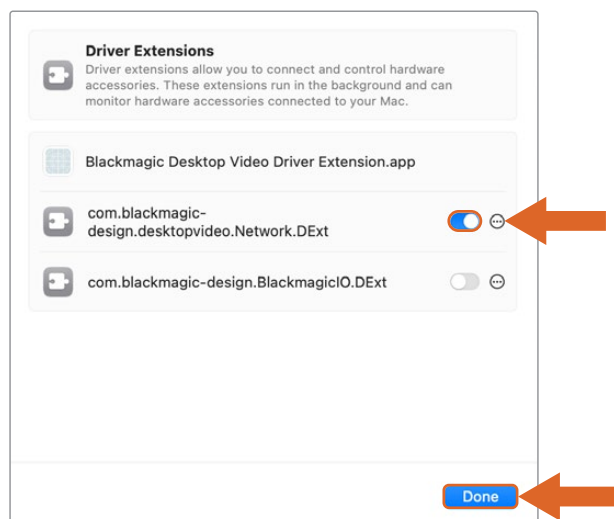 Driver Extensions
Driver extensions allow you to connect and control hardware
accessories. These extensions run in the background and can
monitor hardware accessories connected to your Mac.
Blackmagic Desktop Video Driver Extension.app
com.blackmagic-
design.desktopvideo.Network.DExt
com.blackmagic-design.BlackmagicIO.DExt
Done